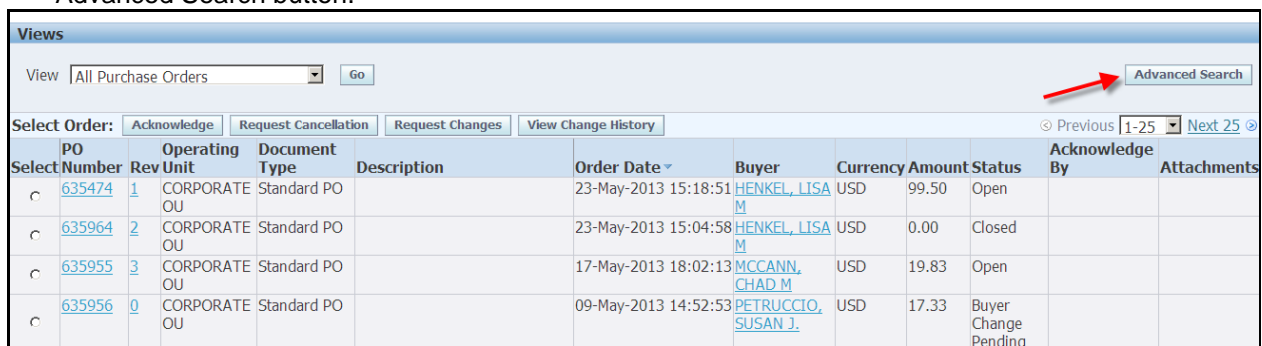 Advanced Search button.
Views
View All Purchase Orders Go Advanced Search
Select Order: Acknowledge Request Cancellation Request Changes View Change History Previous 1-25 Next 25
PO Operating Document Acknowledge
Select Number Rev Unit Type Description Order Date Buyer Currency Amount Status By Attachments
635474 1 CORPORATE Standard PO 23-May-2013 15:18:51 HENKEL, LISA USD 99.50 Open
OU M
635964 2 CORPORATE Standard PO 23-May-2013 15:04:58 HENKEL, LISA USD 0.00 Closed
OU M
635955 3 CORPORATE Standard PO 17-May-2013 18:02:13 MCCANN, USD 19.83 Open
OU CHAD M
635956 0 CORPORATE Standard PO 09-May-2013 14:52:53 PETRUCCIO, USD 17.33 Buyer
OU SUSAN J. Change
Pending